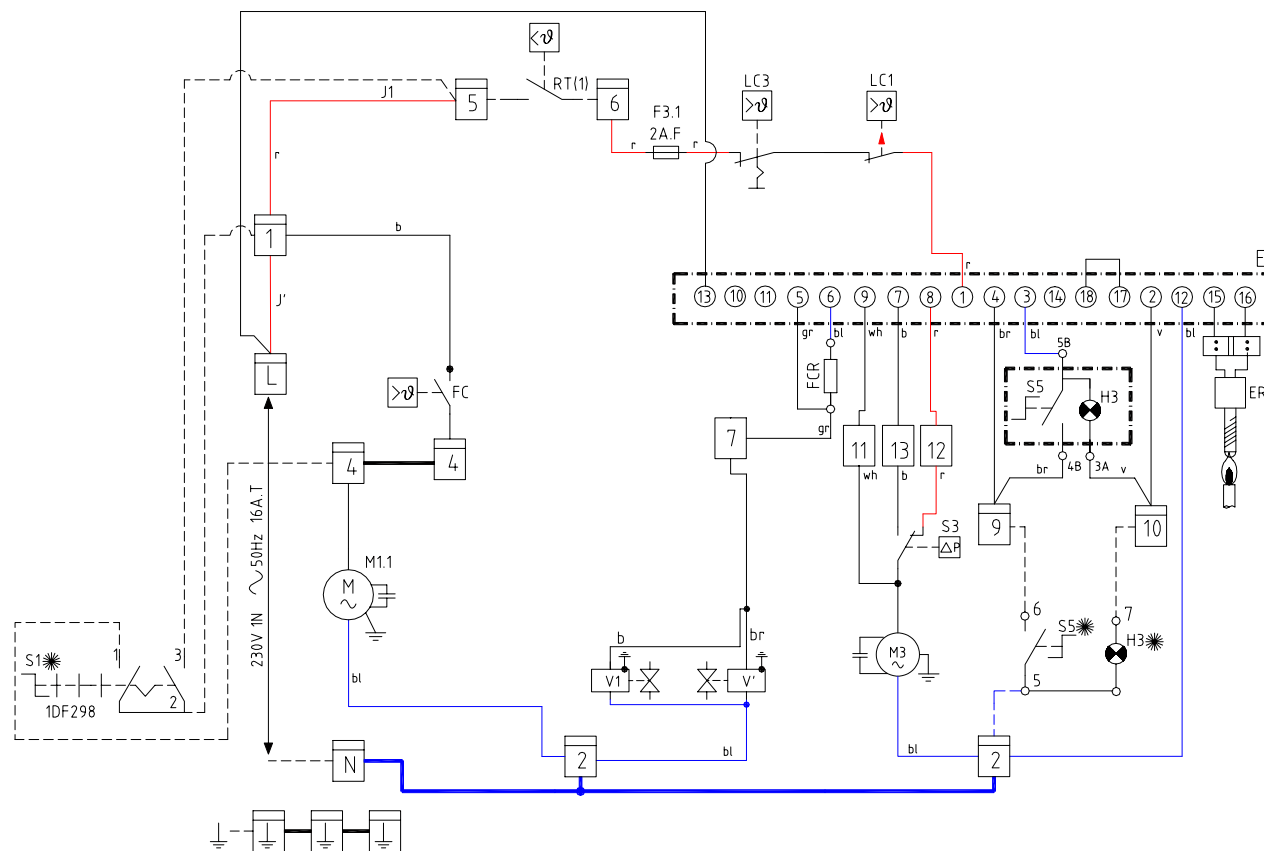 <ϑ
RT(1)
J1
5
6
LC3
LC1
>ϑ
>ϑ
F3.1
2A.F
r
r
r
1
b
r
J'
E
13
10
11
5
6
9
7
8
1
4
3
14
18
17
2
12
15
16
gr
bl
wh
b
r
br
bl
v
bl
5B
L
>ϑ
FC
FCR
S5
H3
ER
4
4
7
gr
11
13
12
wh
b
r
4B
3A
br
v
9
10
230V 1N ~ 50Hz 16A.T
S3
△P
M1.1
M
~
6
7
S5✳
H3✳
5
S1✳
1
3
2
1DF298
b
br
V1
V'
M3
~
bl
bl
bl
N
2
2